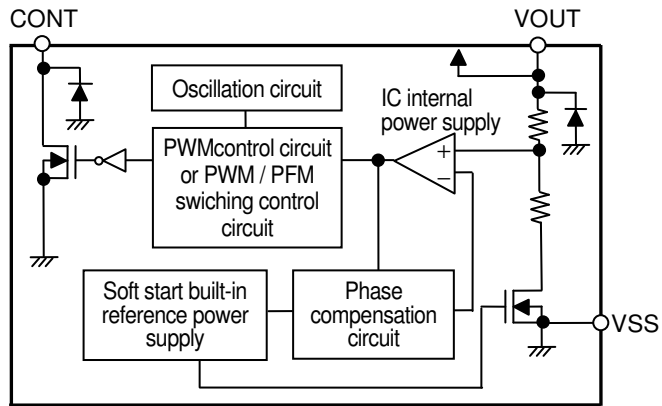 CONT
VOUT
Oscillation circuit
IC internal
power supply
PWMcontrol circuit
or PWM / PFM
swiching control
circuit
+
−
Soft start built-in
reference power
supply
Phase
compensation
circuit
VSS